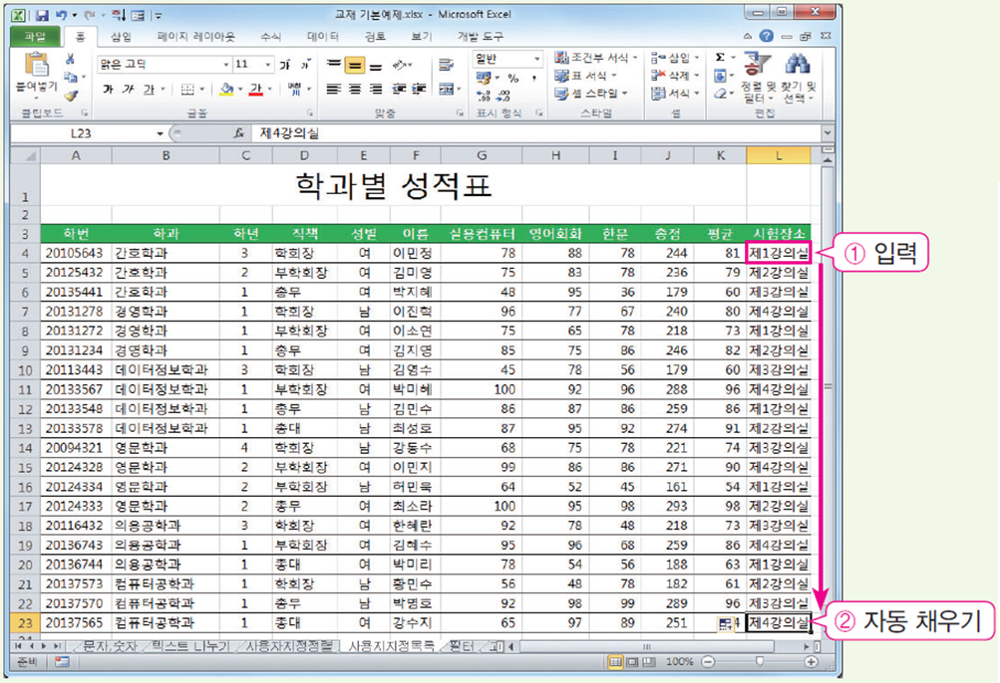 교재 기본예제.xlsx - Microsoft Excel
파일 홈 삽입 페이지 레이아웃 수식 데이터 검토 보기 개발 도구
붙여넣기 맑은 고딕 11 가 가 가 일반 조건부 서식 표 서식 셀 스타일 삽입 삭제 서식 정렬 및 필터 찾기 및 선택
클립보드 글꼴 맞춤 표시 형식 스타일 셀 편집
L23 fx 제4강의실
A B C D E F G H I J K L
1 학과별 성적표
2
3 학번 학과 학년 직책 성별 이름 실용컴퓨터 영어회화 한문 총점 평균 시험장소
4 20105643 간호학과 3 학회장 여 이민정 78 88 78 244 81 제1강의실
① 입력
5 20125432 간호학과 2 부학회장 여 김미영 75 83 78 236 79 제2강의실
6 20135441 간호학과 1 총무 여 박지혜 48 95 36 179 60 제3강의실
7 20131278 경영학과 1 학회장 남 이진혁 96 77 67 240 80 제4강의실
8 20131272 경영학과 1 부학회장 여 이소연 75 65 78 218 73 제1강의실
9 20131234 경영학과 1 총무 여 김지영 85 75 86 246 82 제2강의실
10 20113443 데이터정보학과 3 학회장 남 김영수 45 78 56 179 60 제3강의실
11 20133567 데이터정보학과 1 부학회장 여 박미혜 100 92 96 288 96 제4강의실
12 20133548 데이터정보학과 1 총무 남 김민수 86 87 86 259 86 제1강의실
13 20133578 데이터정보학과 1 총대 남 최성호 87 95 92 274 91 제2강의실
14 20094321 영문학과 4 학회장 남 강동수 68 75 78 221 74 제3강의실
15 20124328 영문학과 2 부학회장 여 이민지 99 86 86 271 90 제4강의실
16 20124334 영문학과 2 부학회장 남 허민욱 64 52 45 161 54 제1강의실
17 20124333 영문학과 2 총무 여 최소라 100 95 98 293 98 제2강의실
18 20116432 의용공학과 3 학회장 여 한혜란 92 78 48 218 73 제3강의실
19 20136743 의용공학과 1 부학회장 여 김혜수 95 96 68 259 86 제4강의실
20 20136744 의용공학과 1 총대 여 박미리 78 54 56 188 63 제1강의실
21 20137573 컴퓨터공학과 1 학회장 남 황민수 56 48 78 182 61 제2강의실
22 20137570 컴퓨터공학과 1 총무 남 박명호 92 98 99 289 96 제3강의실
23 20137565 컴퓨터공학과 1 총대 여 강수지 65 97 89 251 4 제4강의실
② 자동 채우기
문자,숫자 텍스트 나누기 사용자지정정렬 사용자지정목록 필터
준비 100%